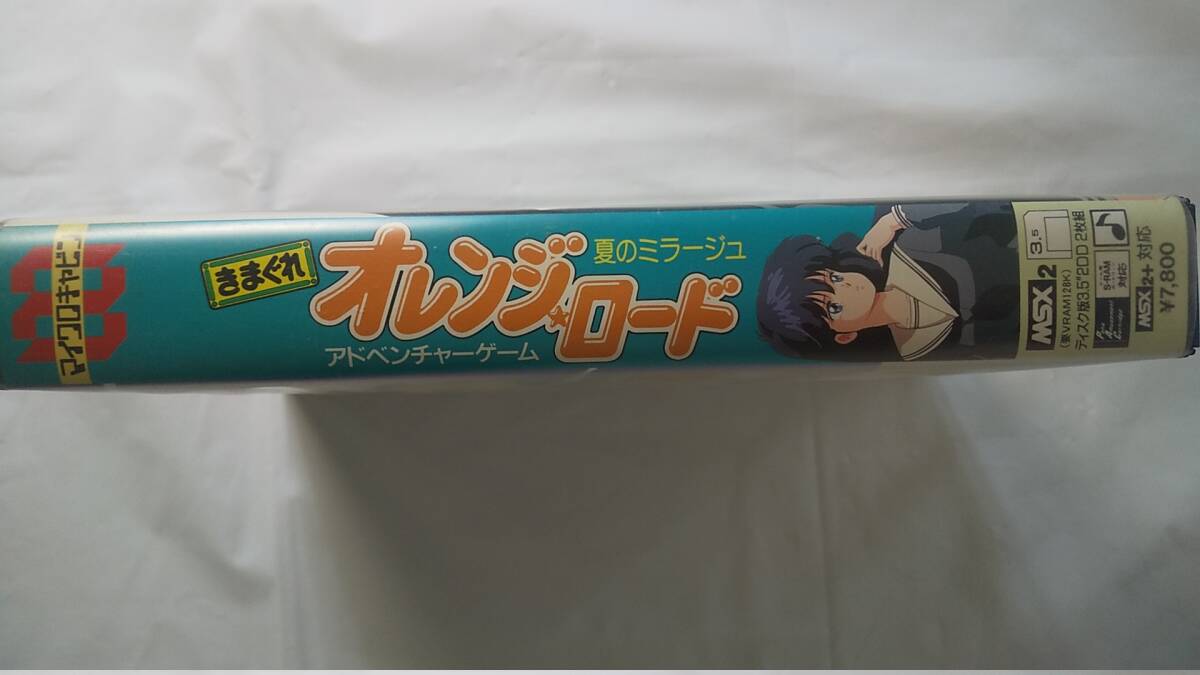 マイクロキャビン
きまぐれ
オレンジ☆ロード
夏のミラージュ
アドベンチャーゲーム
3.5
MSX2
(要VRAM128K)
ディスク版3.5"2DD 2枚組
S-RAM
対応
MSX2+ 対応
¥7,800